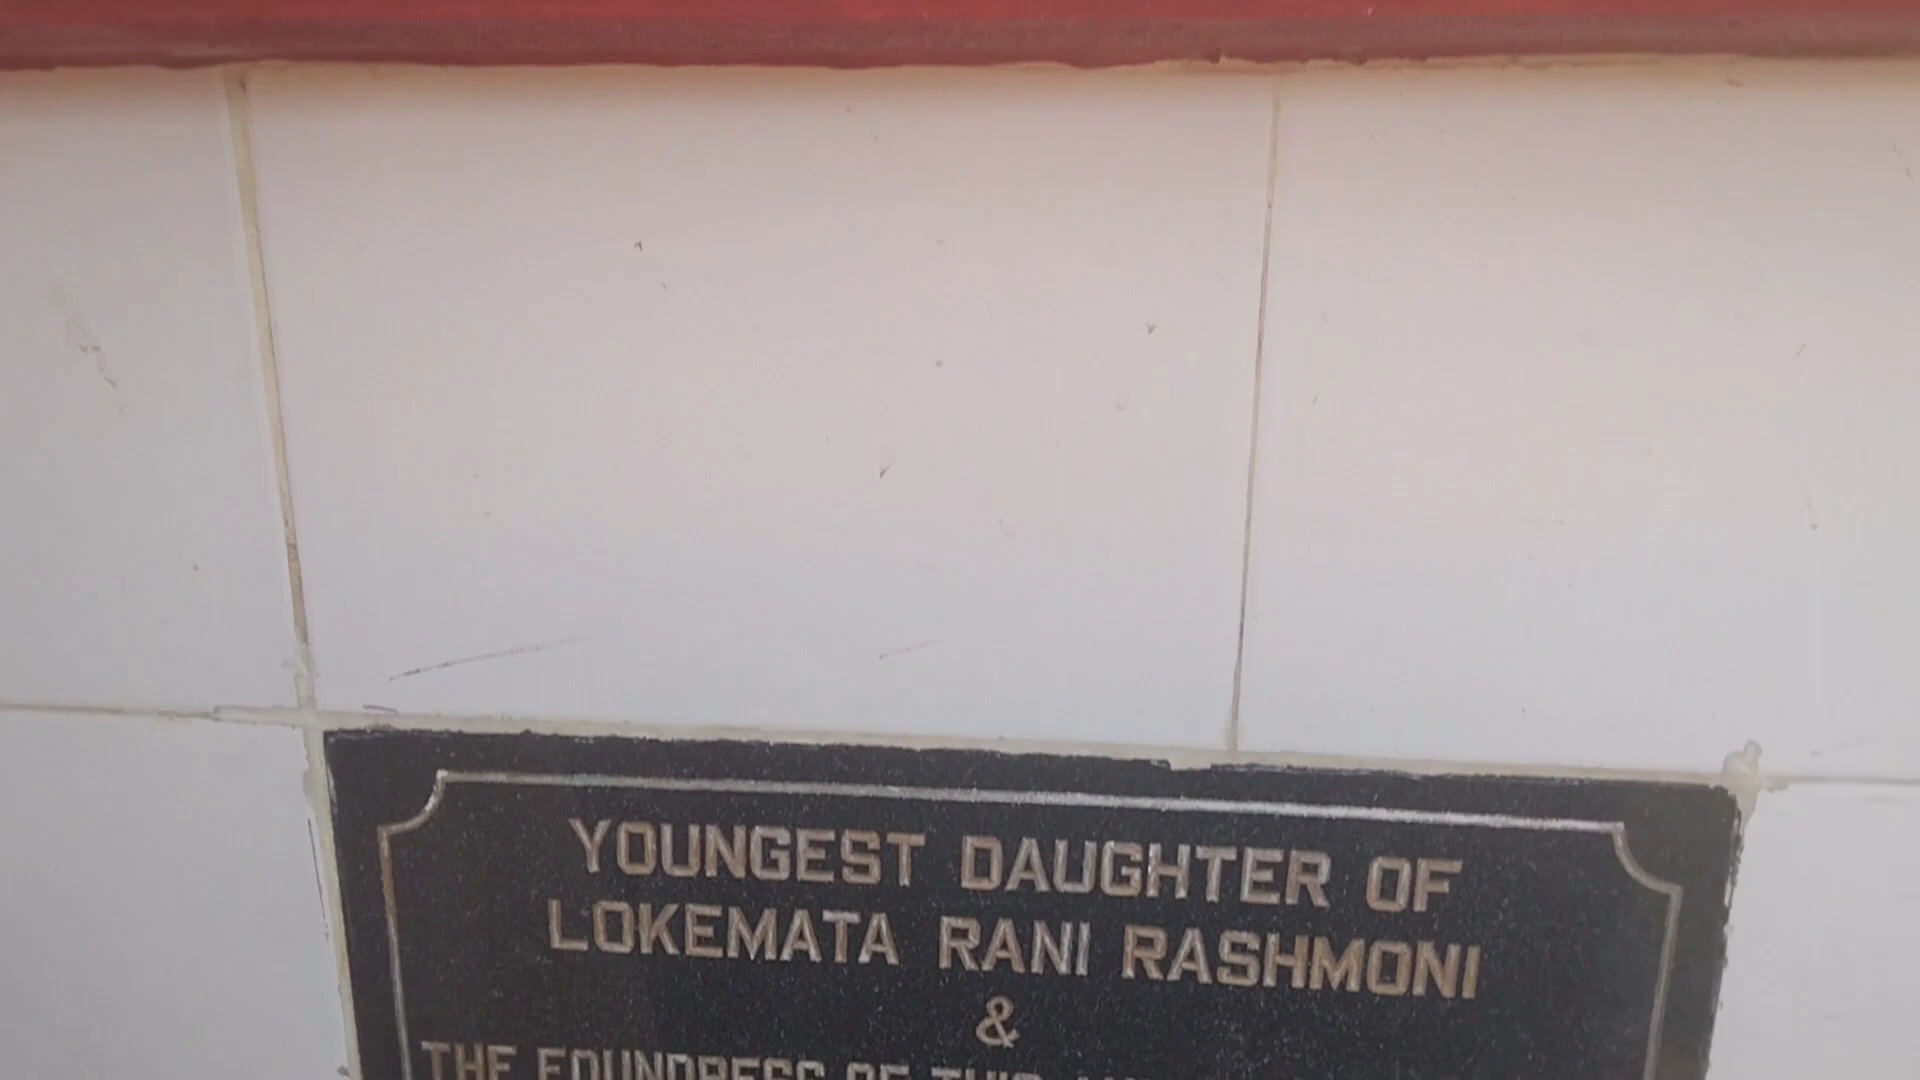 YOUNGEST DAUGHTER OF
LOKEMATA RANI RASHMONI
&
THE FOUNDRESS OF THIS